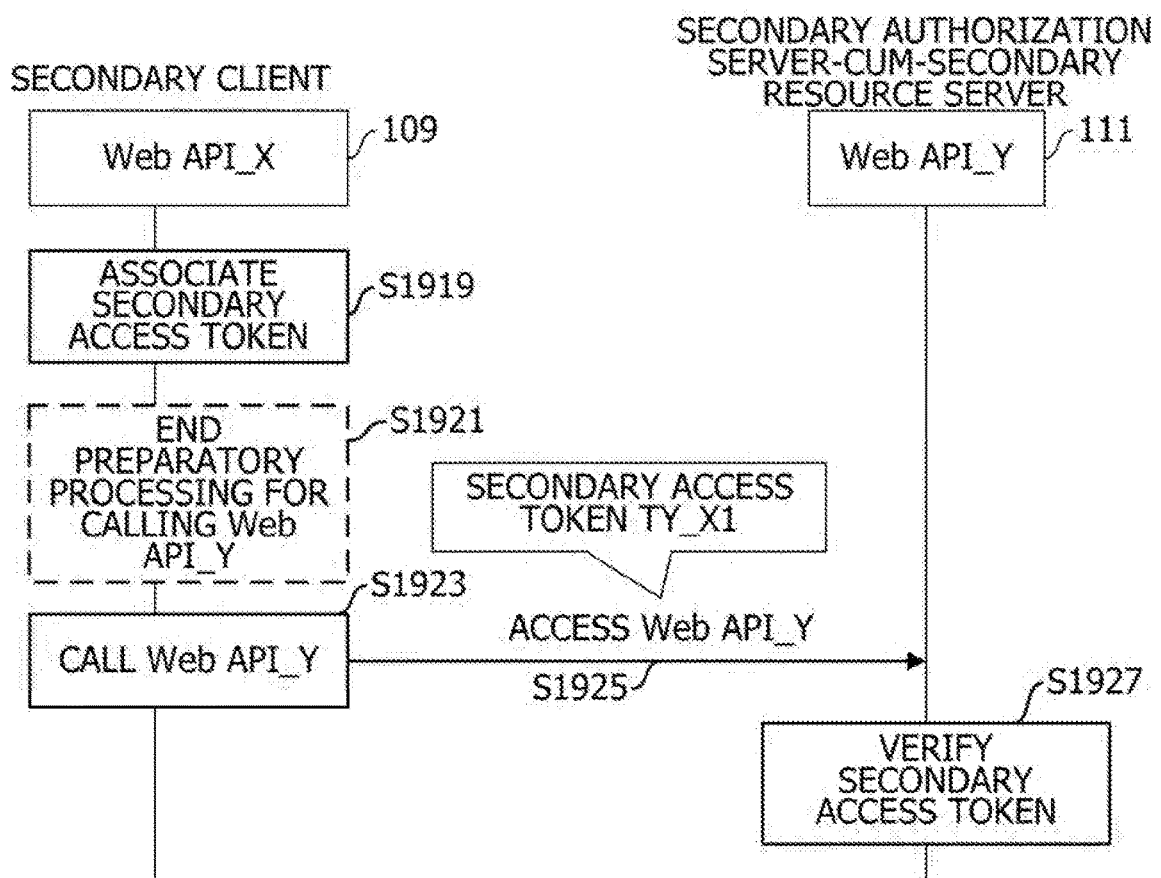 SECONDARY CLIENT
Web API_X
109
SECONDARY AUTHORIZATION
SERVER-CUM-SECONDARY
RESOURCE SERVER
Web API_Y
111
ASSOCIATE
SECONDARY
ACCESS TOKEN
S1919
END
PREPARATORY
PROCESSING FOR
CALLING Web
API_Y
S1921
SECONDARY ACCESS
TOKEN TY_X1
CALL Web API_Y
S1923
ACCESS Web API_Y
S1925
VERIFY
SECONDARY
ACCESS TOKEN
S1927